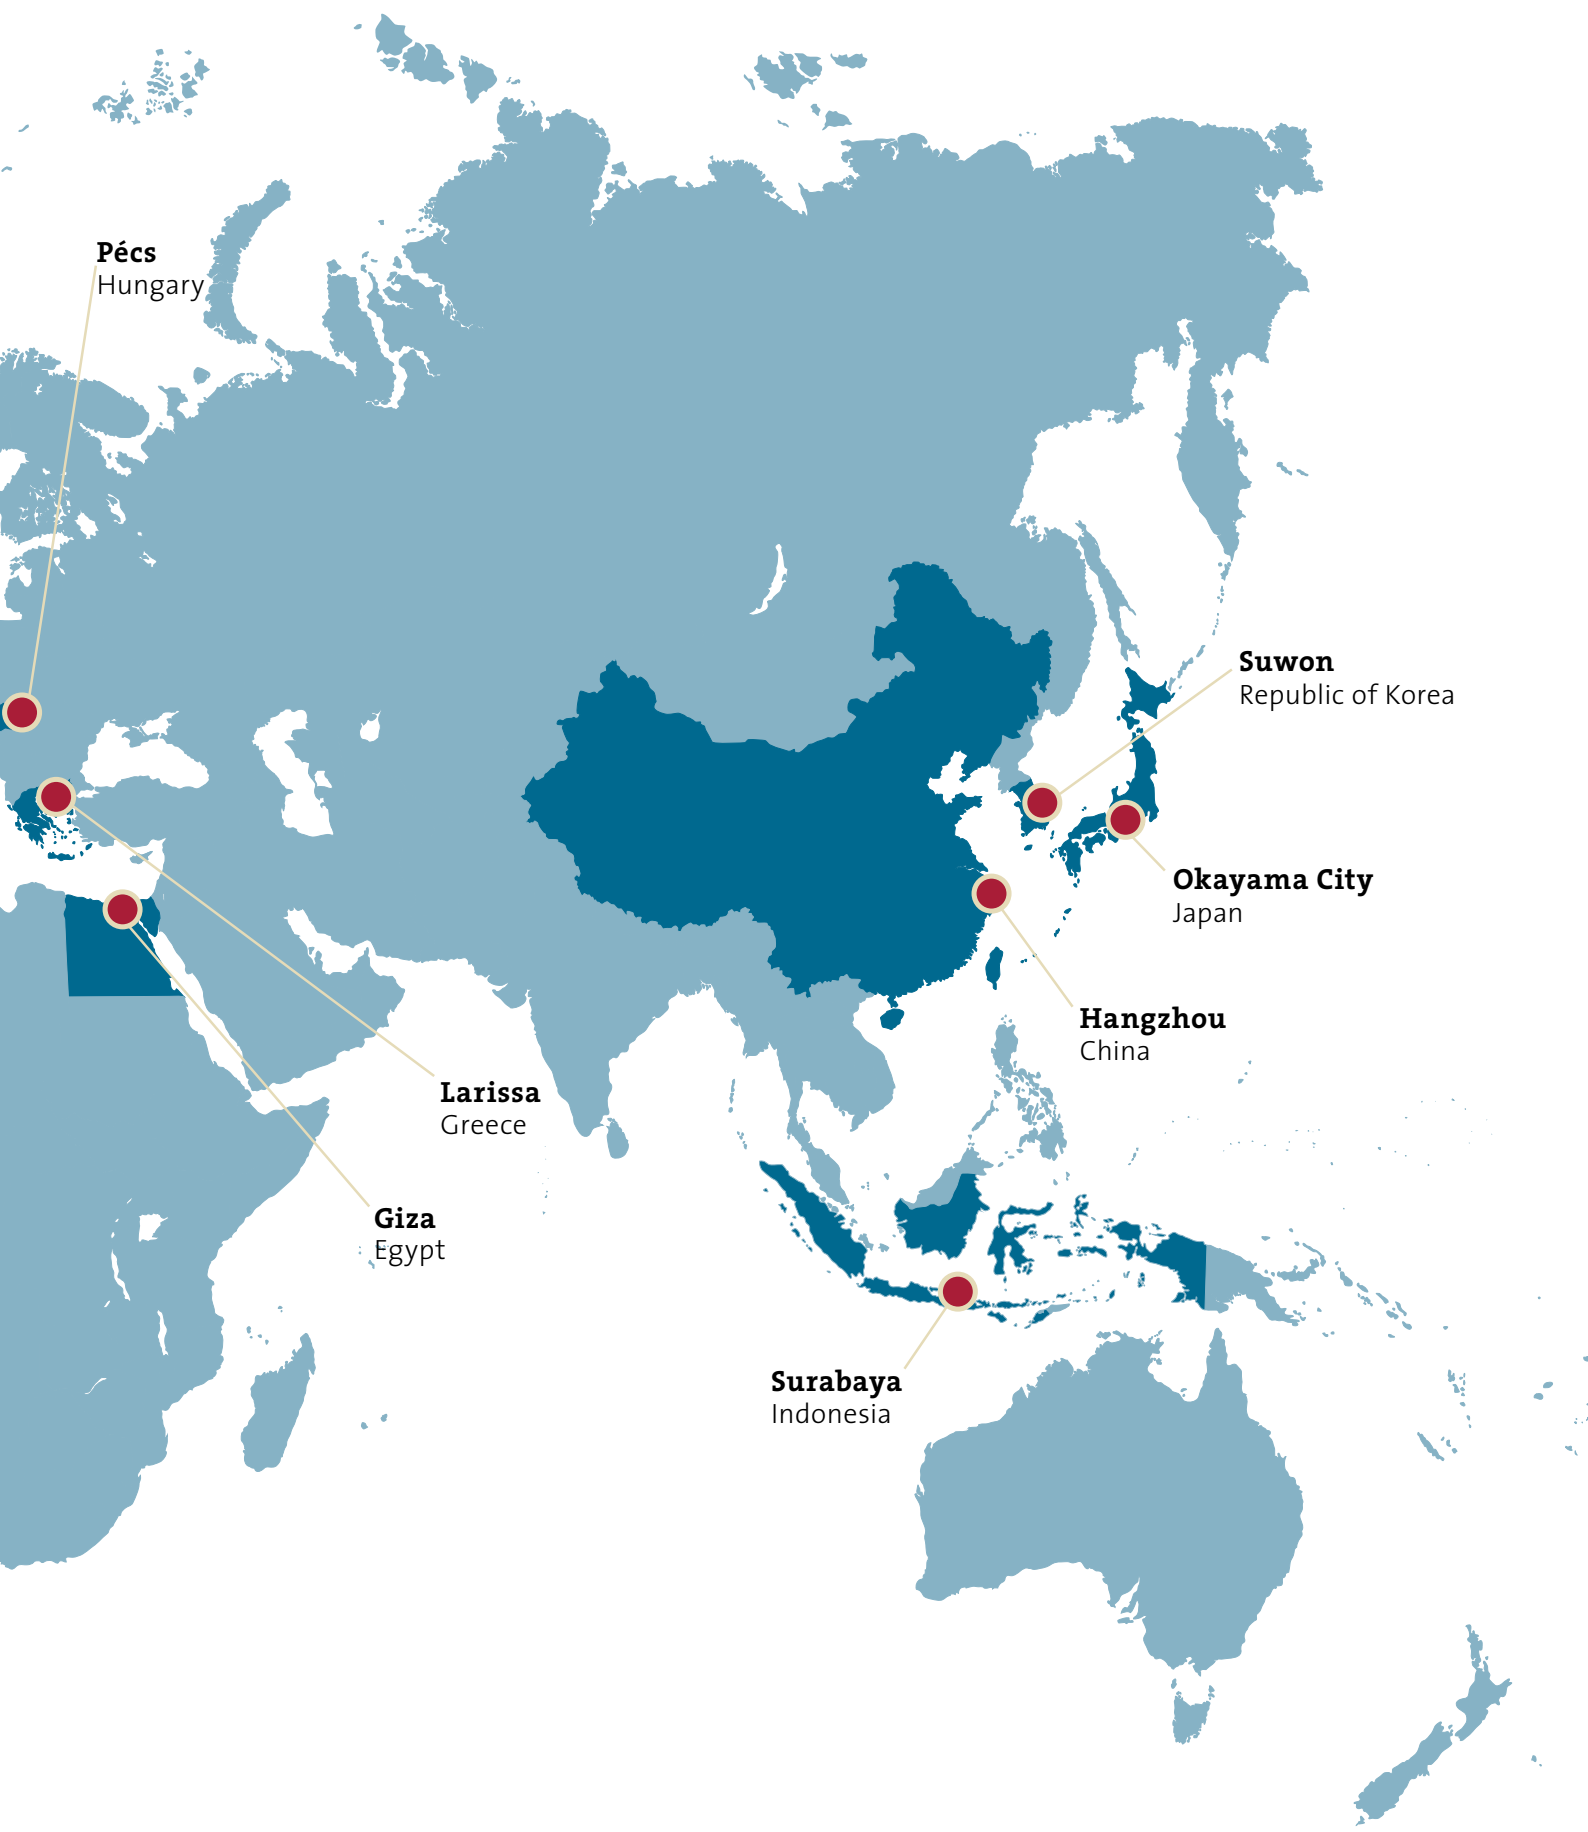 Pécs
Hungary
Suwon
Republic of Korea
Okayama City
Japan
Hangzhou
China
Larissa
Greece
Giza
Egypt
Surabaya
Indonesia